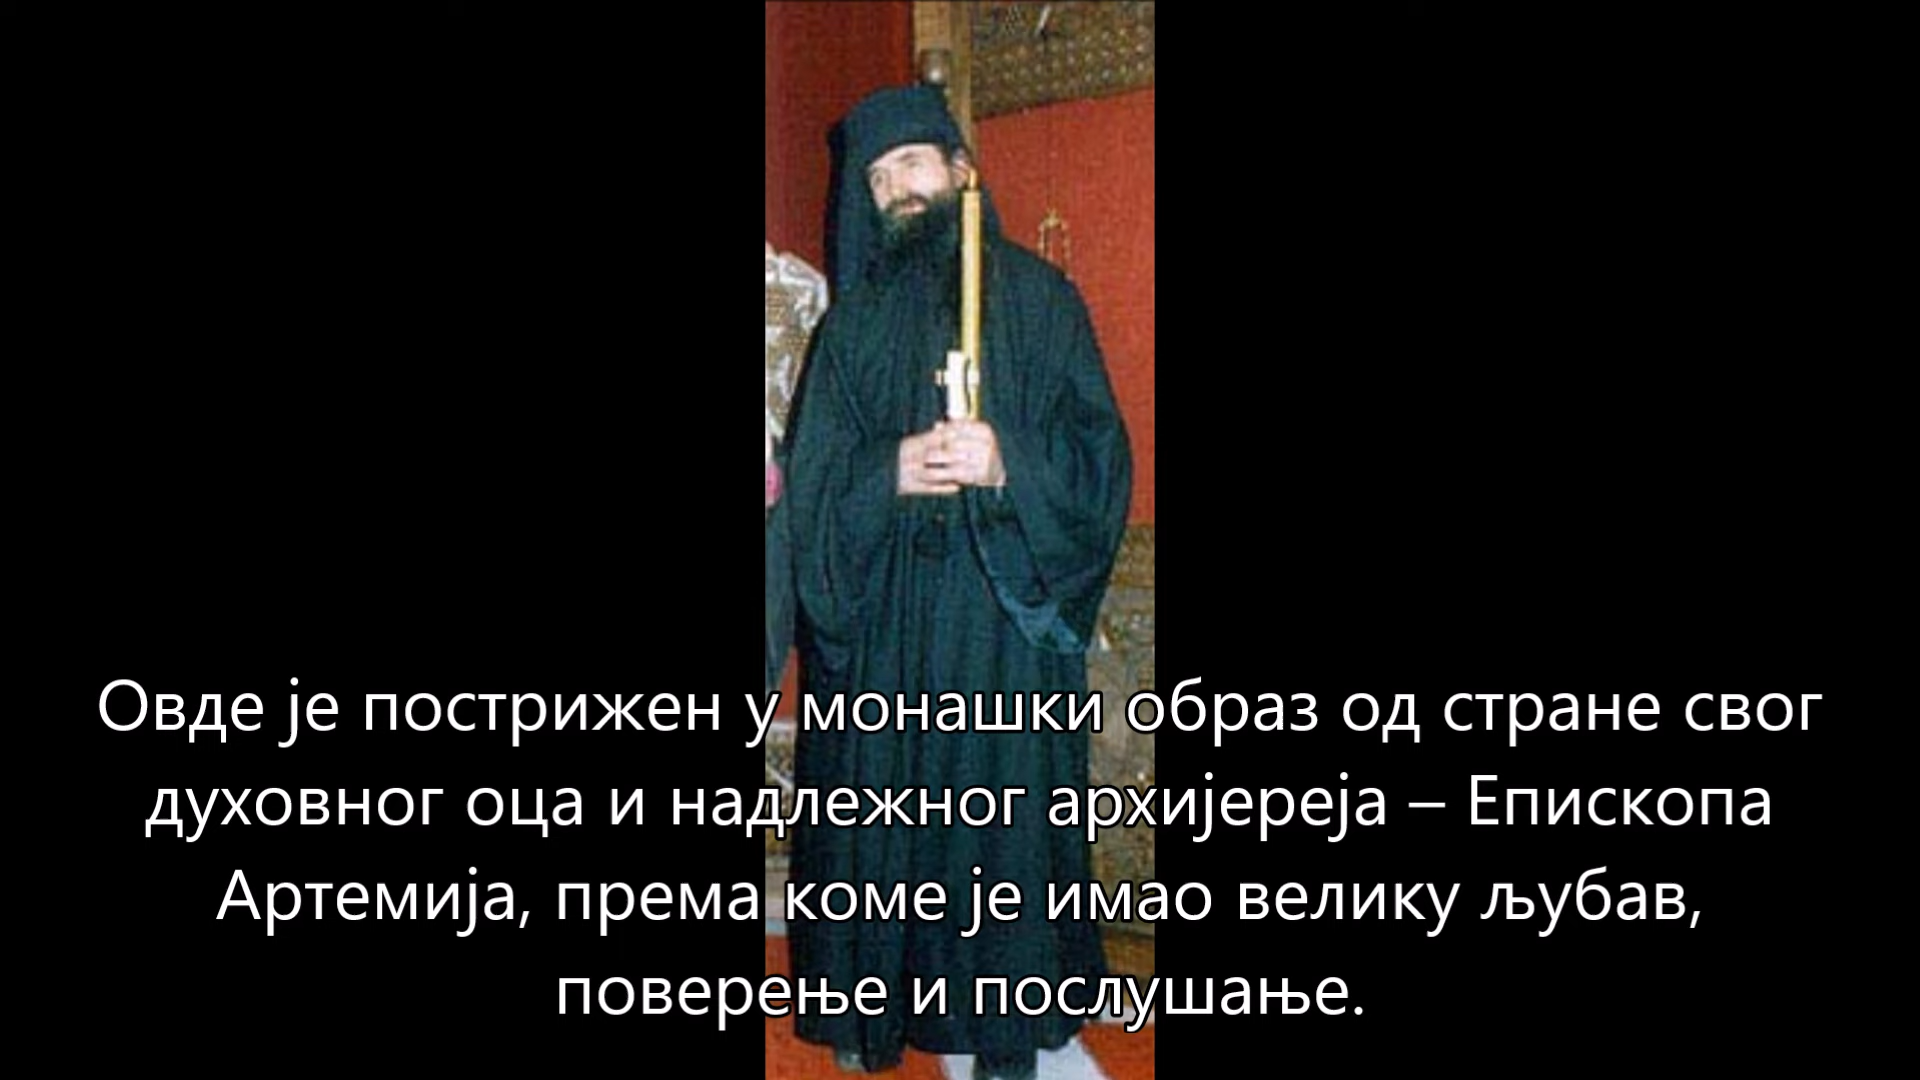 Овде је пострижен у монашки образ од стране свог
духовног оца и надлежног архијереја – Епископа
Артемија, према коме је имао велику љубав,
поверење и послушање.